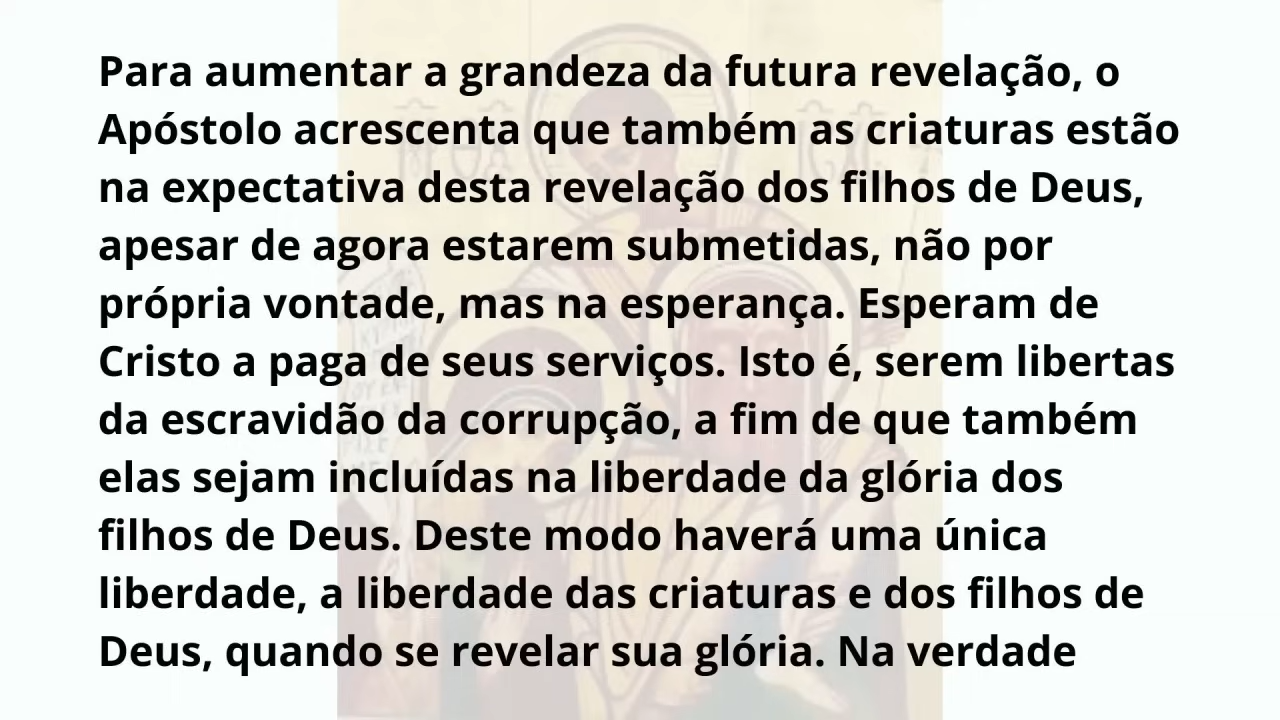 Para aumentar a grandeza da futura revelação, o
Apóstolo acrescenta que também as criaturas estão
na expectativa desta revelação dos filhos de Deus,
apesar de agora estarem submetidas, não por
própria vontade, mas na esperança. Esperam de
Cristo a paga de seus serviços. Isto é, serem libertas
da escravidão da corrupção, a fim de que também
elas sejam incluídas na liberdade da glória dos
filhos de Deus. Deste modo haverá uma única
liberdade, a liberdade das criaturas e dos filhos de
Deus, quando se revelar sua glória. Na verdade